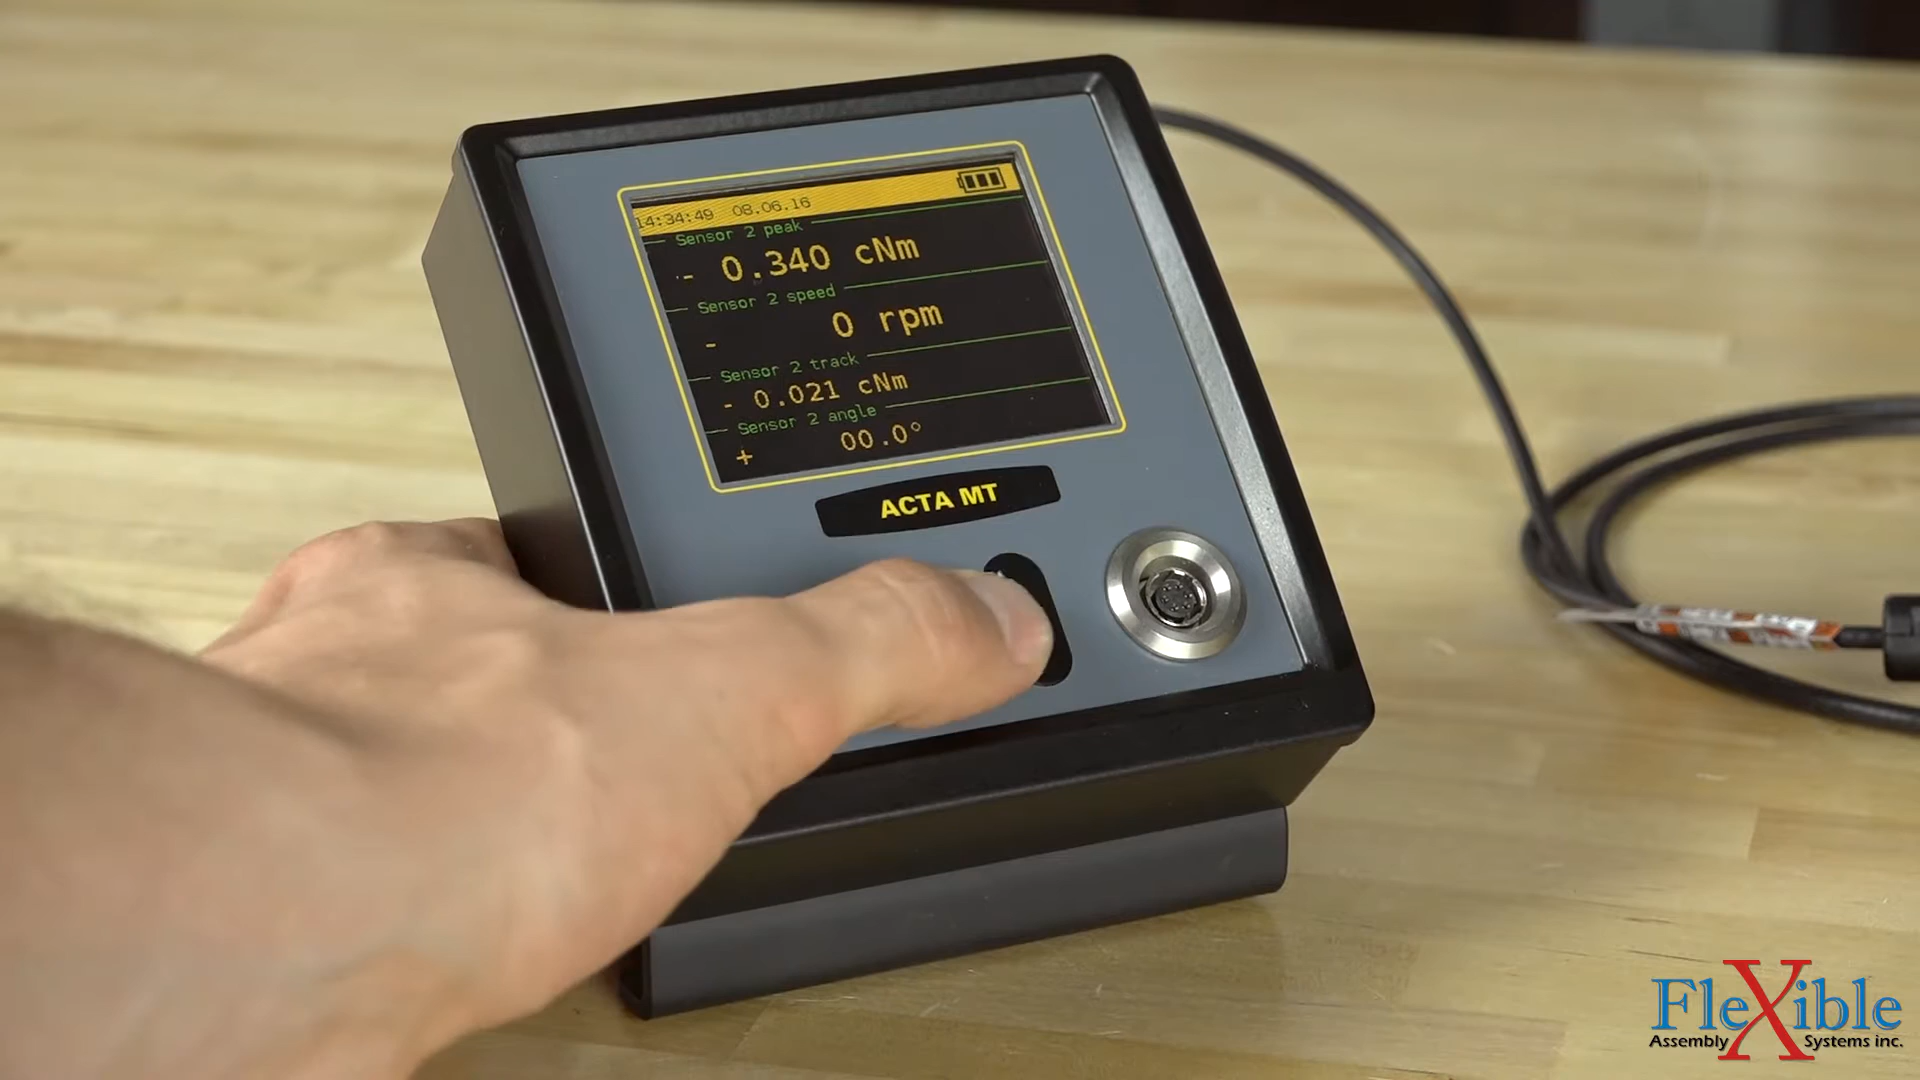 14:34:49 08.06.16
Sensor 2 peak
- 0.340 cNm
Sensor 2 speed
- 0 rpm
Sensor 2 track
- 0.021 cNm
Sensor 2 angle
+ 00.0°
ACTA MT
FleXible
Assembly Systems inc.